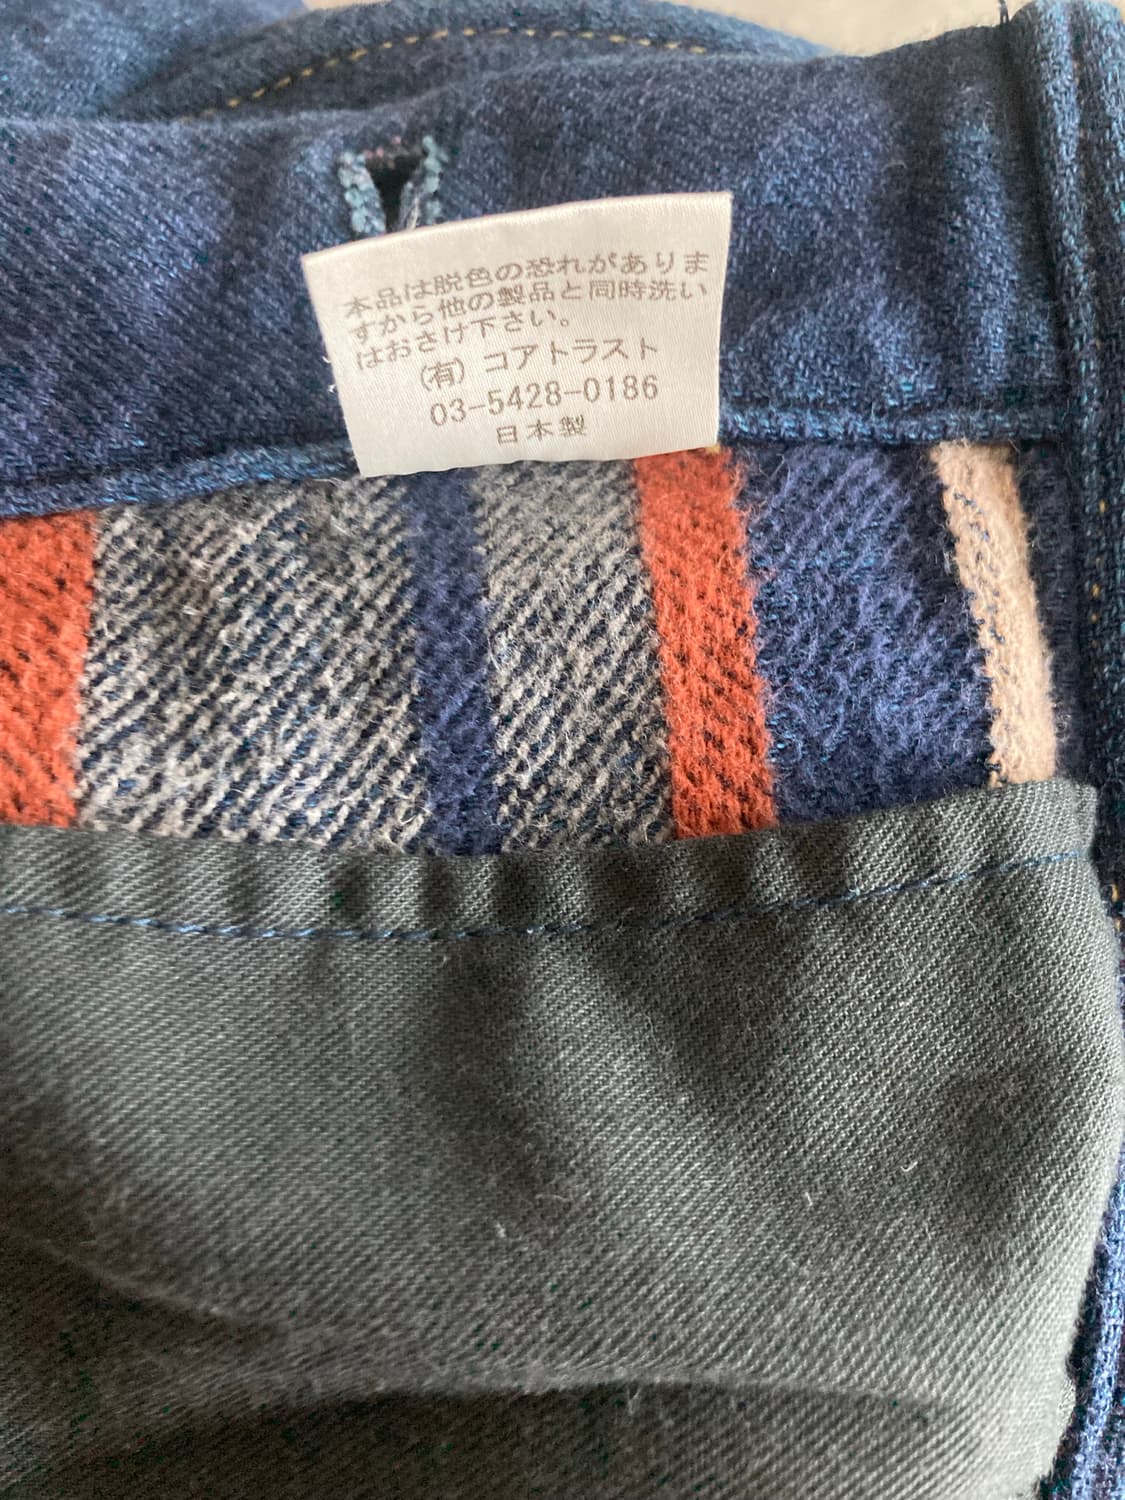 本品は脱色の恐れがありま
すから他の製品と同時洗い
はおさけ下さい。
(有) コアトラスト
03-5428-0186
日本製